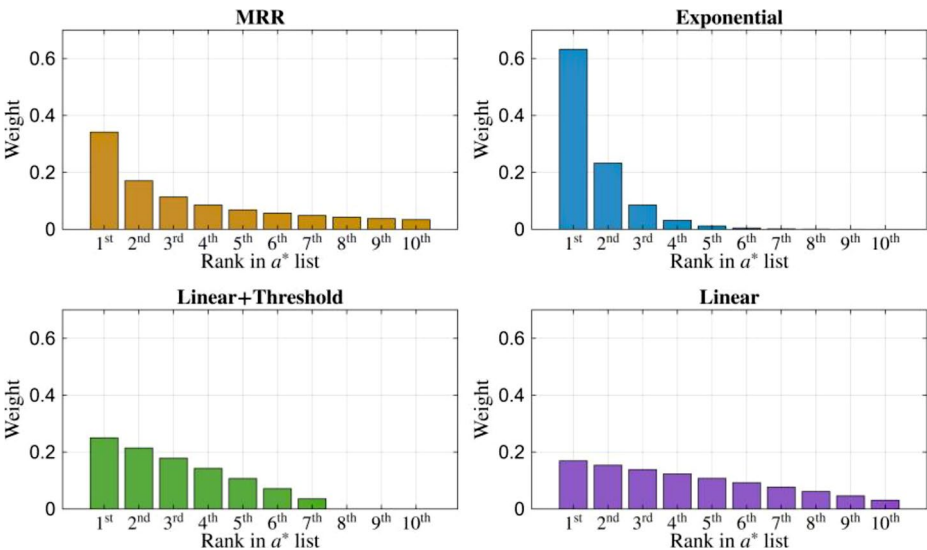 MRR
0.6
0.4
0.2
0
Weight
1st 2nd 3rd 4th 5th 6th 7th 8th 9th 10th
Rank in a* list
Exponential
0.6
0.4
0.2
0
Weight
1st 2nd 3rd 4th 5th 6th 7th 8th 9th 10th
Rank in a* list
Linear+Threshold
0.6
0.4
0.2
0
Weight
1st 2nd 3rd 4th 5th 6th 7th 8th 9th 10th
Rank in a* list
Linear
0.6
0.4
0.2
0
Weight
1st 2nd 3rd 4th 5th 6th 7th 8th 9th 10th
Rank in a* list